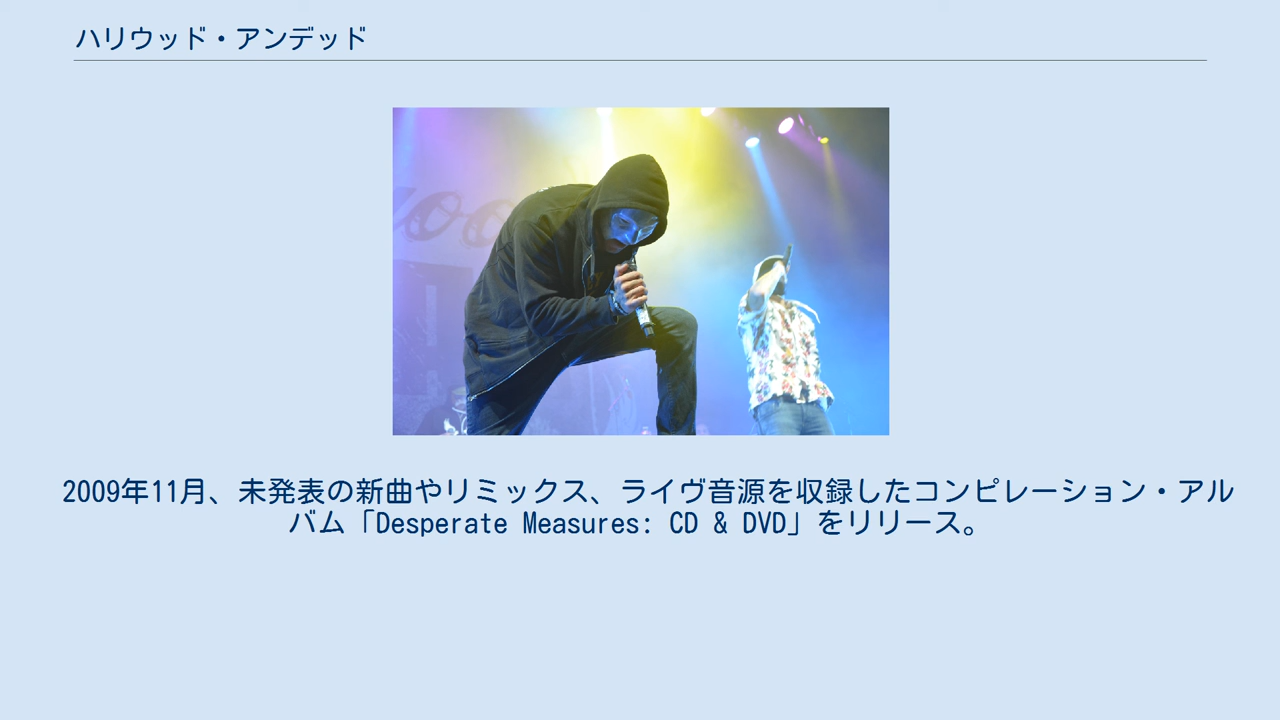 ハリウッド・アンデッド
2009年11月、未発表の新曲やリミックス、ライヴ音源を収録したコンピレーション・アル
バム「Desperate Measures: CD & DVD」をリリース。